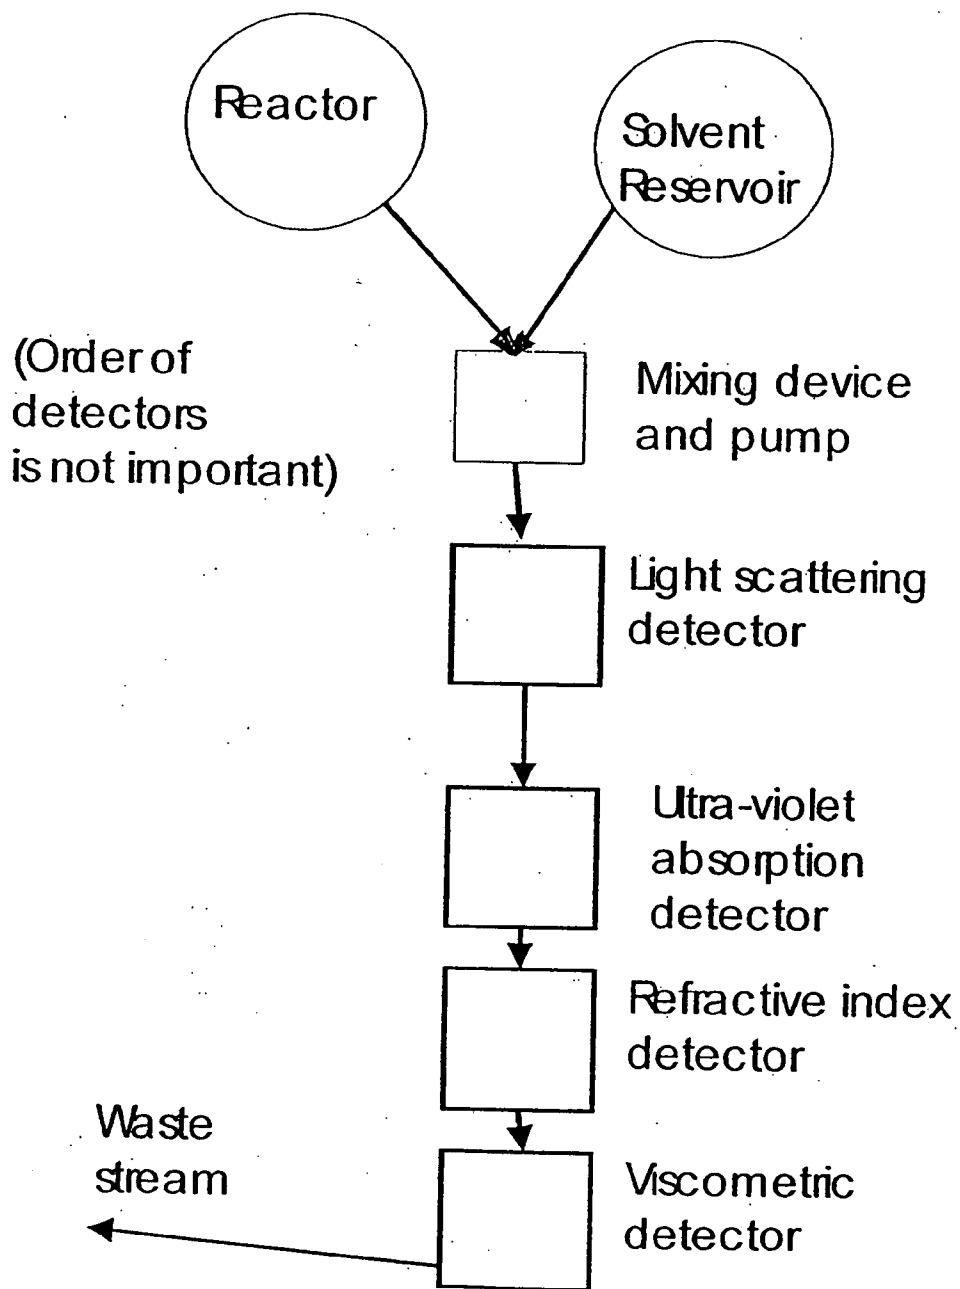 Reactor
Solvent
Reservoir
(Order of
detectors
is not important)
Mixing device
and pump
Light scattering
detector
Ultra-violet
absorption
detector
Refractive index
detector
Waste
stream
Viscometric
detector